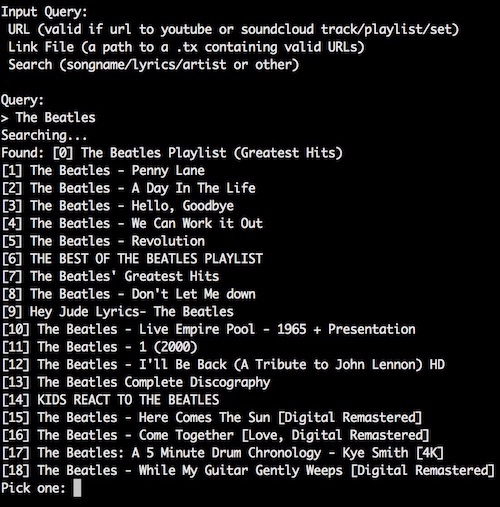 Input Query:
URL (valid if url to youtube or soundcloud track/playlist/set)
Link File (a path to a .tx containing valid URLs)
Search (songname/lyrics/artist or other)
Query:
> The Beatles
Searching...
Found: [0] The Beatles Playlist (Greatest Hits)
[1] The Beatles - Penny Lane
[2] The Beatles - A Day In The Life
[3] The Beatles - Hello, Goodbye
[4] The Beatles - We Can Work it Out
[5] The Beatles - Revolution
[6] THE BEST OF THE BEATLES PLAYLIST
[7] The Beatles' Greatest Hits
[8] The Beatles - Don't Let Me down
[9] Hey Jude Lyrics- The Beatles
[10] The Beatles - Live Empire Pool - 1965 + Presentation
[11] The Beatles - 1 (2000)
[12] The Beatles - I'll Be Back (A Tribute to John Lennon) HD
[13] The Beatles Complete Discography
[14] KIDS REACT TO THE BEATLES
[15] The Beatles - Here Comes The Sun [Digital Remastered]
[16] The Beatles - Come Together [Love, Digital Remastered]
[17] The Beatles: A 5 Minute Drum Chronology - Kye Smith [4K]
[18] The Beatles - While My Guitar Gently Weeps [Digital Remastered]
Pick one: